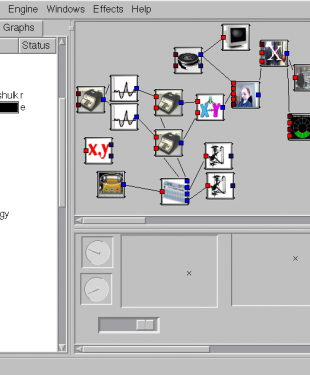 Engine Windows Effects Help
Graphs
Status
shulk r
e
gy
x,y
X-Y
X